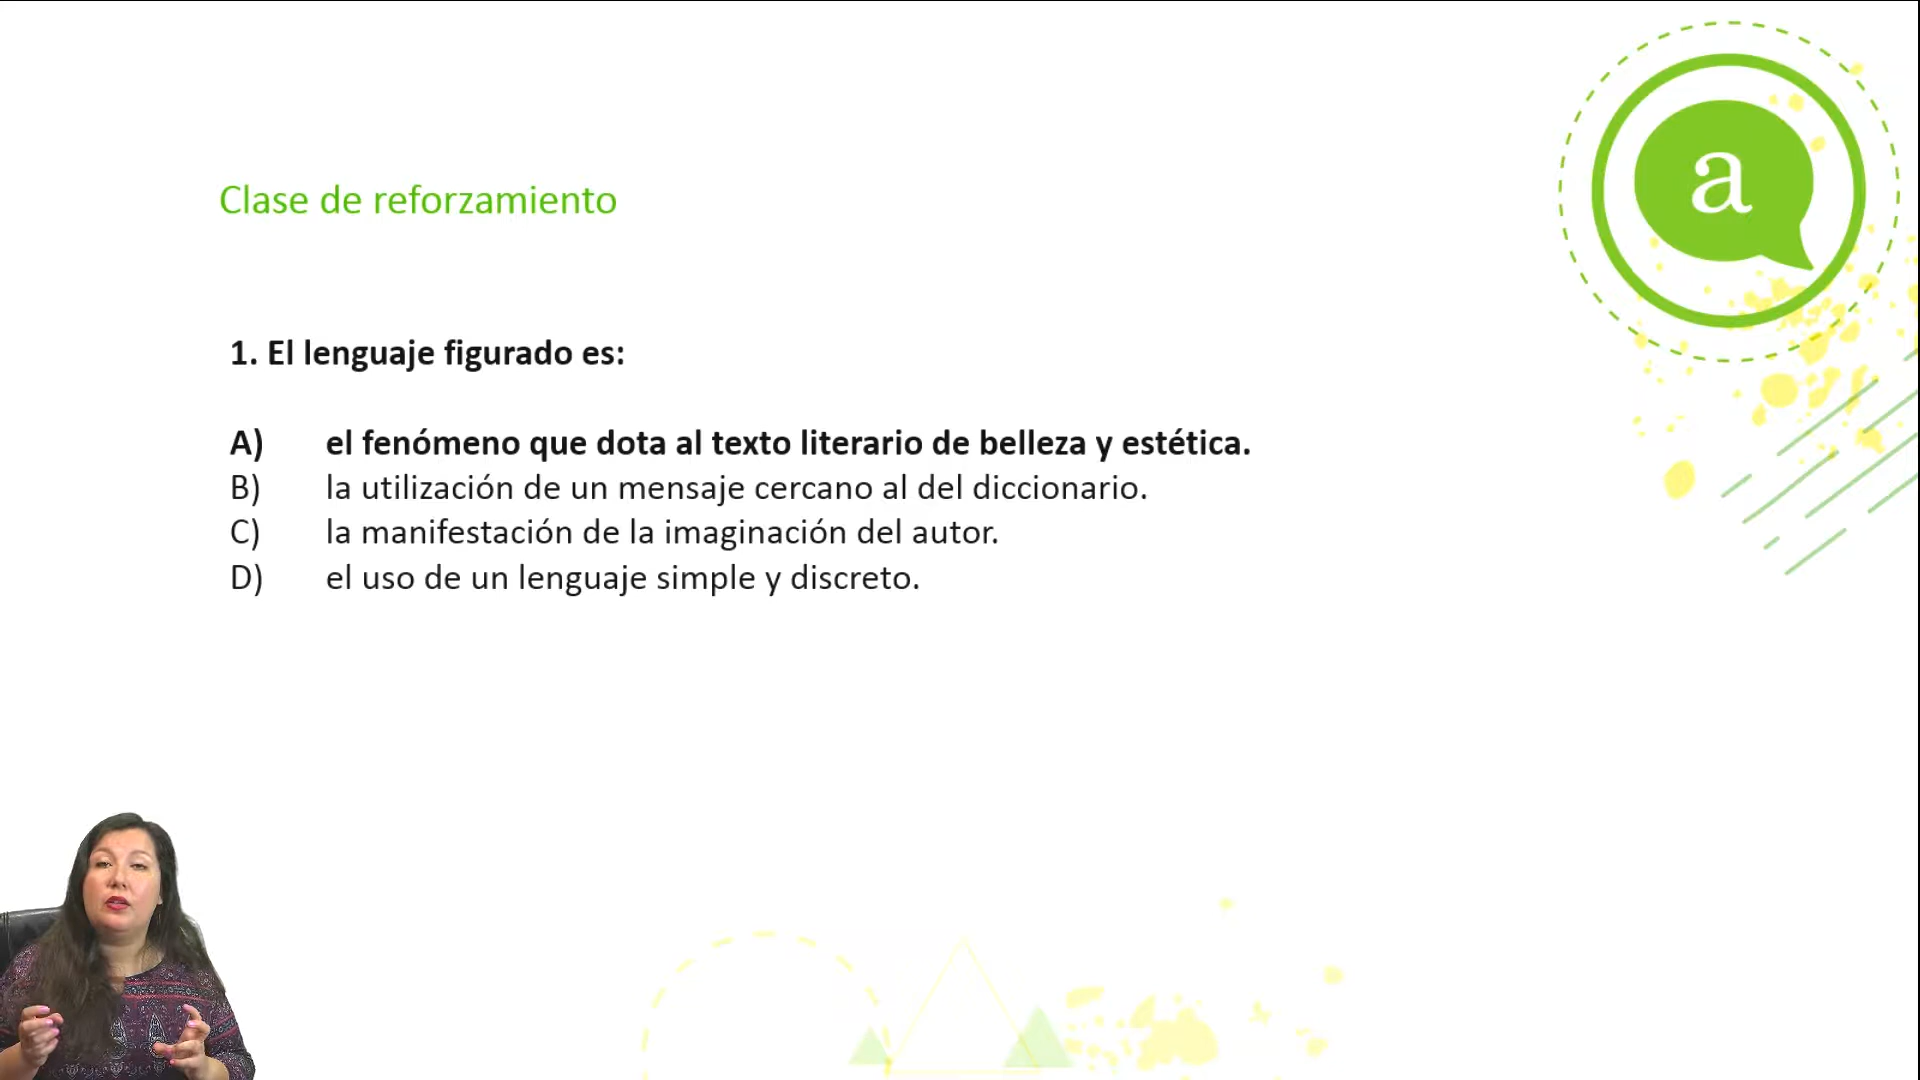 a
Clase de reforzamiento
1. El lenguaje figurado es:
A) el fenómeno que dota al texto literario de belleza y estética.
B) la utilización de un mensaje cercano al del diccionario.
C) la manifestación de la imaginación del autor.
D) el uso de un lenguaje simple y discreto.